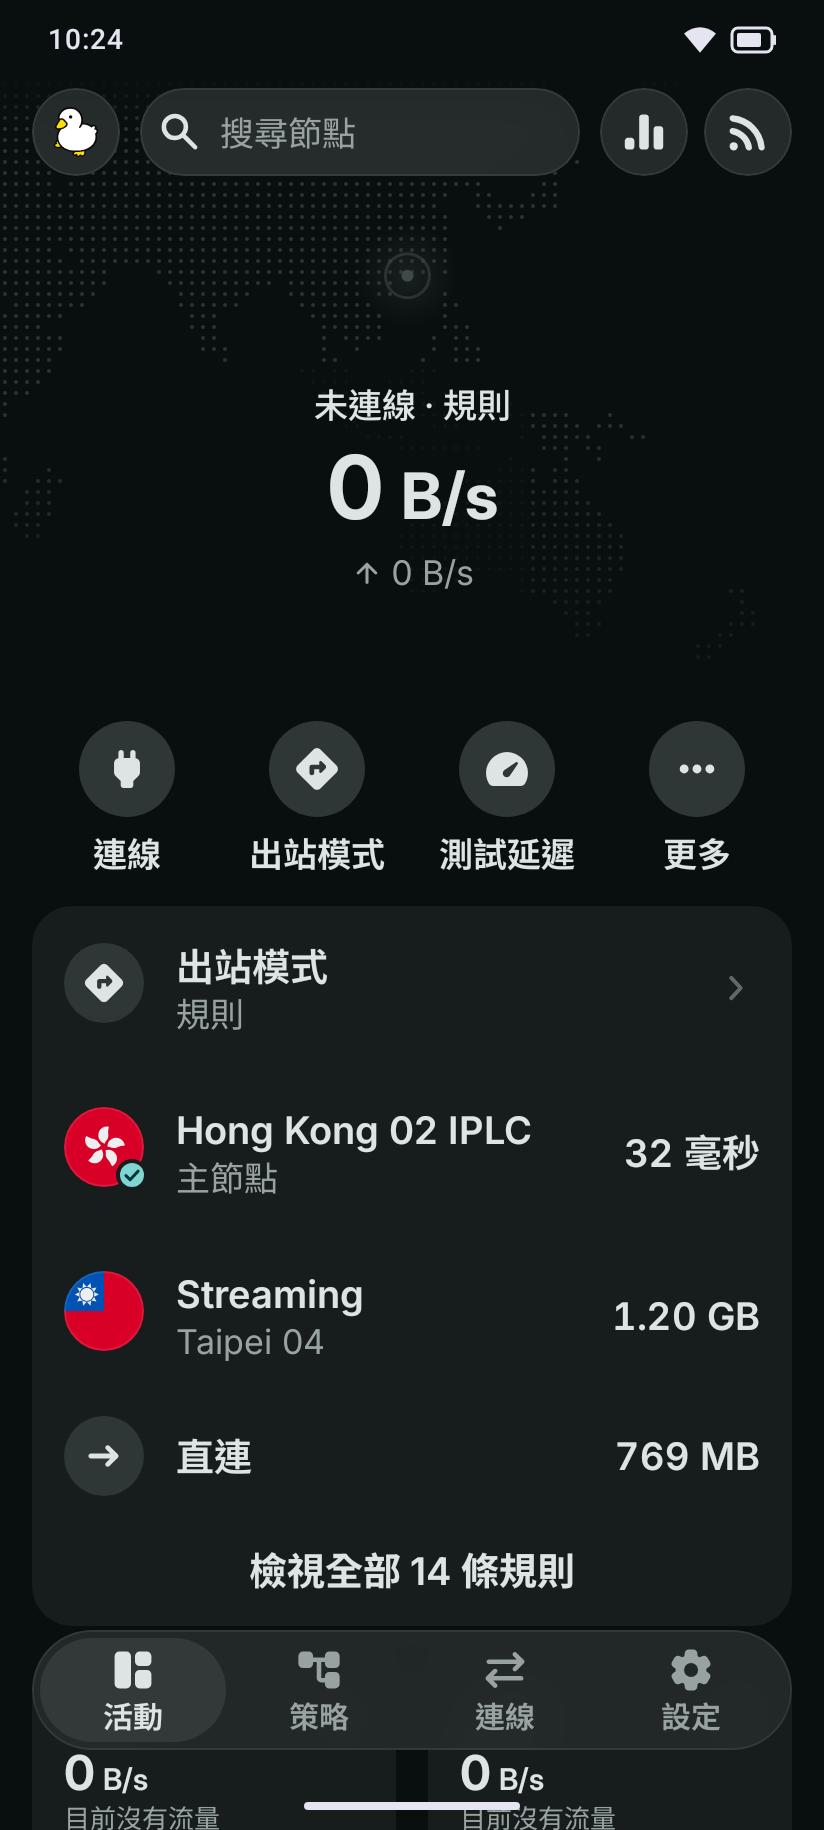 10:24
搜尋節點
未連線 · 規則
0 B/s
↑ 0 B/s
連線
出站模式
測試延遲
更多
出站模式
規則
Hong Kong 02 IPLC
主節點
32 毫秒
Streaming
Taipei 04
1.20 GB
直連
769 MB
檢視全部 14 條規則
活動
策略
連線
設定
0 B/s
目前沒有流量
0 B/s
目前沒有流量